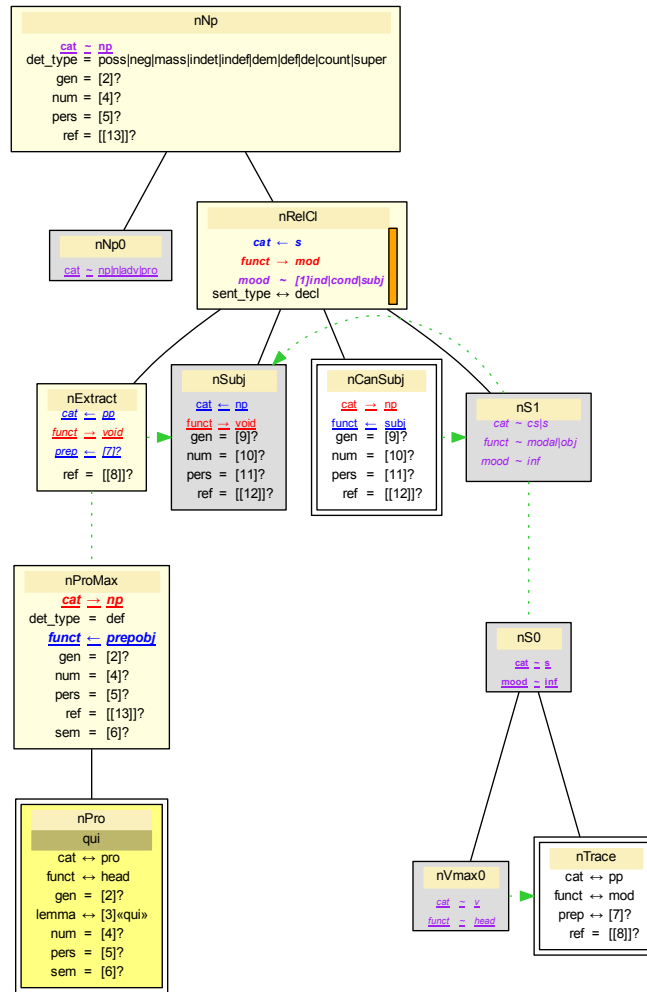 nNp
cat ~ np
det_type = poss|neg|mass|indet|indef|dem|def|de|count|super
gen = [2]?
num = [4]?
pers = [5]?
ref = [[13]]?
nNp0
cat ~ np|n|adv|pro
nRelCl
cat ← s
funct → mod
mood ~ [1]ind|cond|subj
sent_type ↔ decl
nExtract
cat ← pp
funct → void
prep ← [7]?
ref = [[8]]?
nSubj
cat ← np
funct → void
gen = [9]?
num = [10]?
pers = [11]?
ref = [[12]]?
nCanSubj
cat → np
funct ← subj
gen = [9]?
num = [10]?
pers = [11]?
ref = [[12]]?
nS1
cat ~ cs|s
funct ~ modal|obj
mood ~ inf
nProMax
cat → np
det_type = def
funct ← prepobj
gen = [2]?
num = [4]?
pers = [5]?
ref = [[13]]?
sem = [6]?
nS0
cat ~ s
mood ~ inf
nPro
qui
cat ↔ pro
funct ↔ head
gen = [2]?
lemma ↔ [3]«qui»
num = [4]?
pers = [5]?
sem = [6]?
nVmax0
cat ~ v
funct ~ head
nTrace
cat ↔ pp
funct ↔ mod
prep ↔ [7]?
ref = [[8]]?